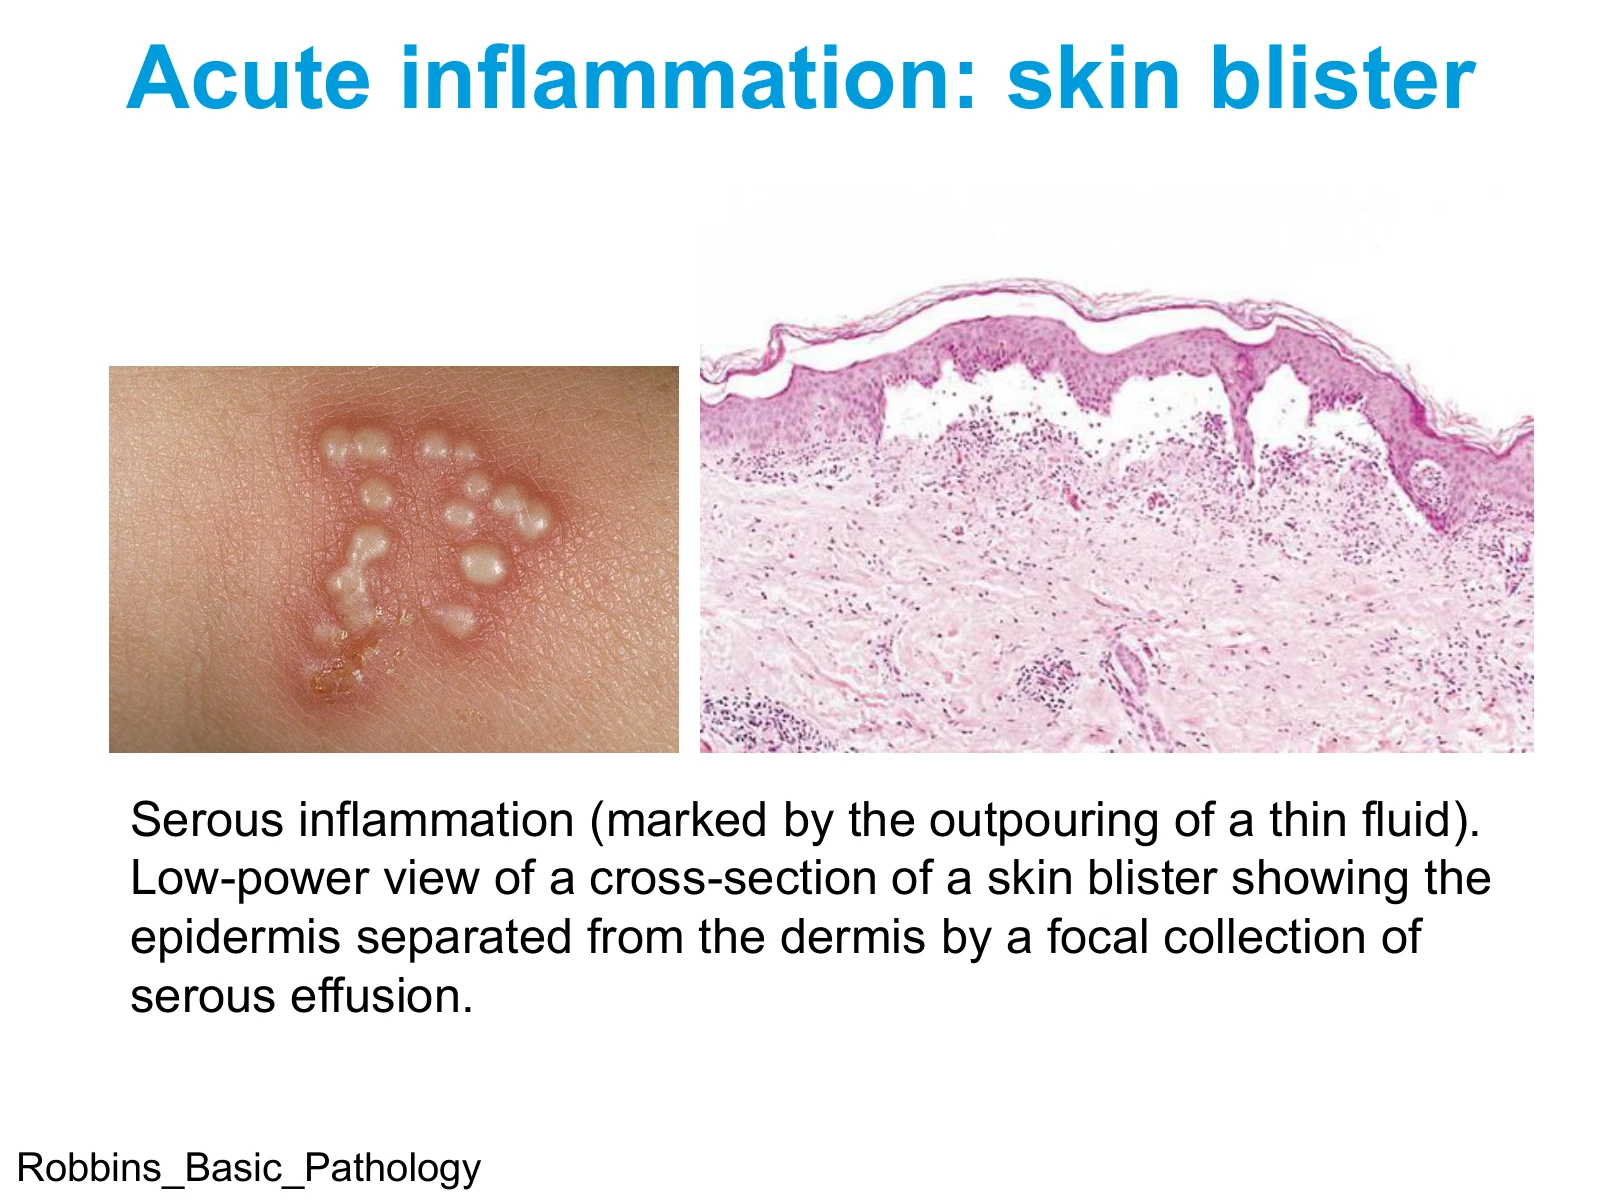 Acute inflammation: skin blister
Serous inflammation (marked by the outpouring of a thin fluid).
Low-power view of a cross-section of a skin blister showing the
epidermis separated from the dermis by a focal collection of
serous effusion.
Robbins_Basic_Pathology